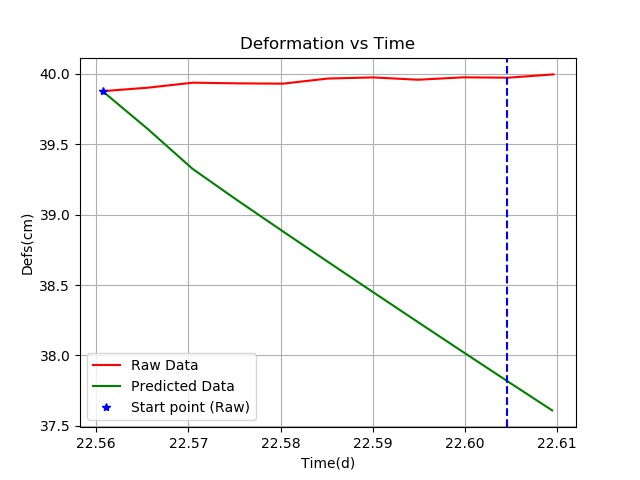 Deformation vs Time
Defs(cm)
40.0
39.5
39.0
38.5
38.0
37.5
Raw Data
Predicted Data
Start point (Raw)
22.56 22.57 22.58 22.59 22.60 22.61
Time(d)